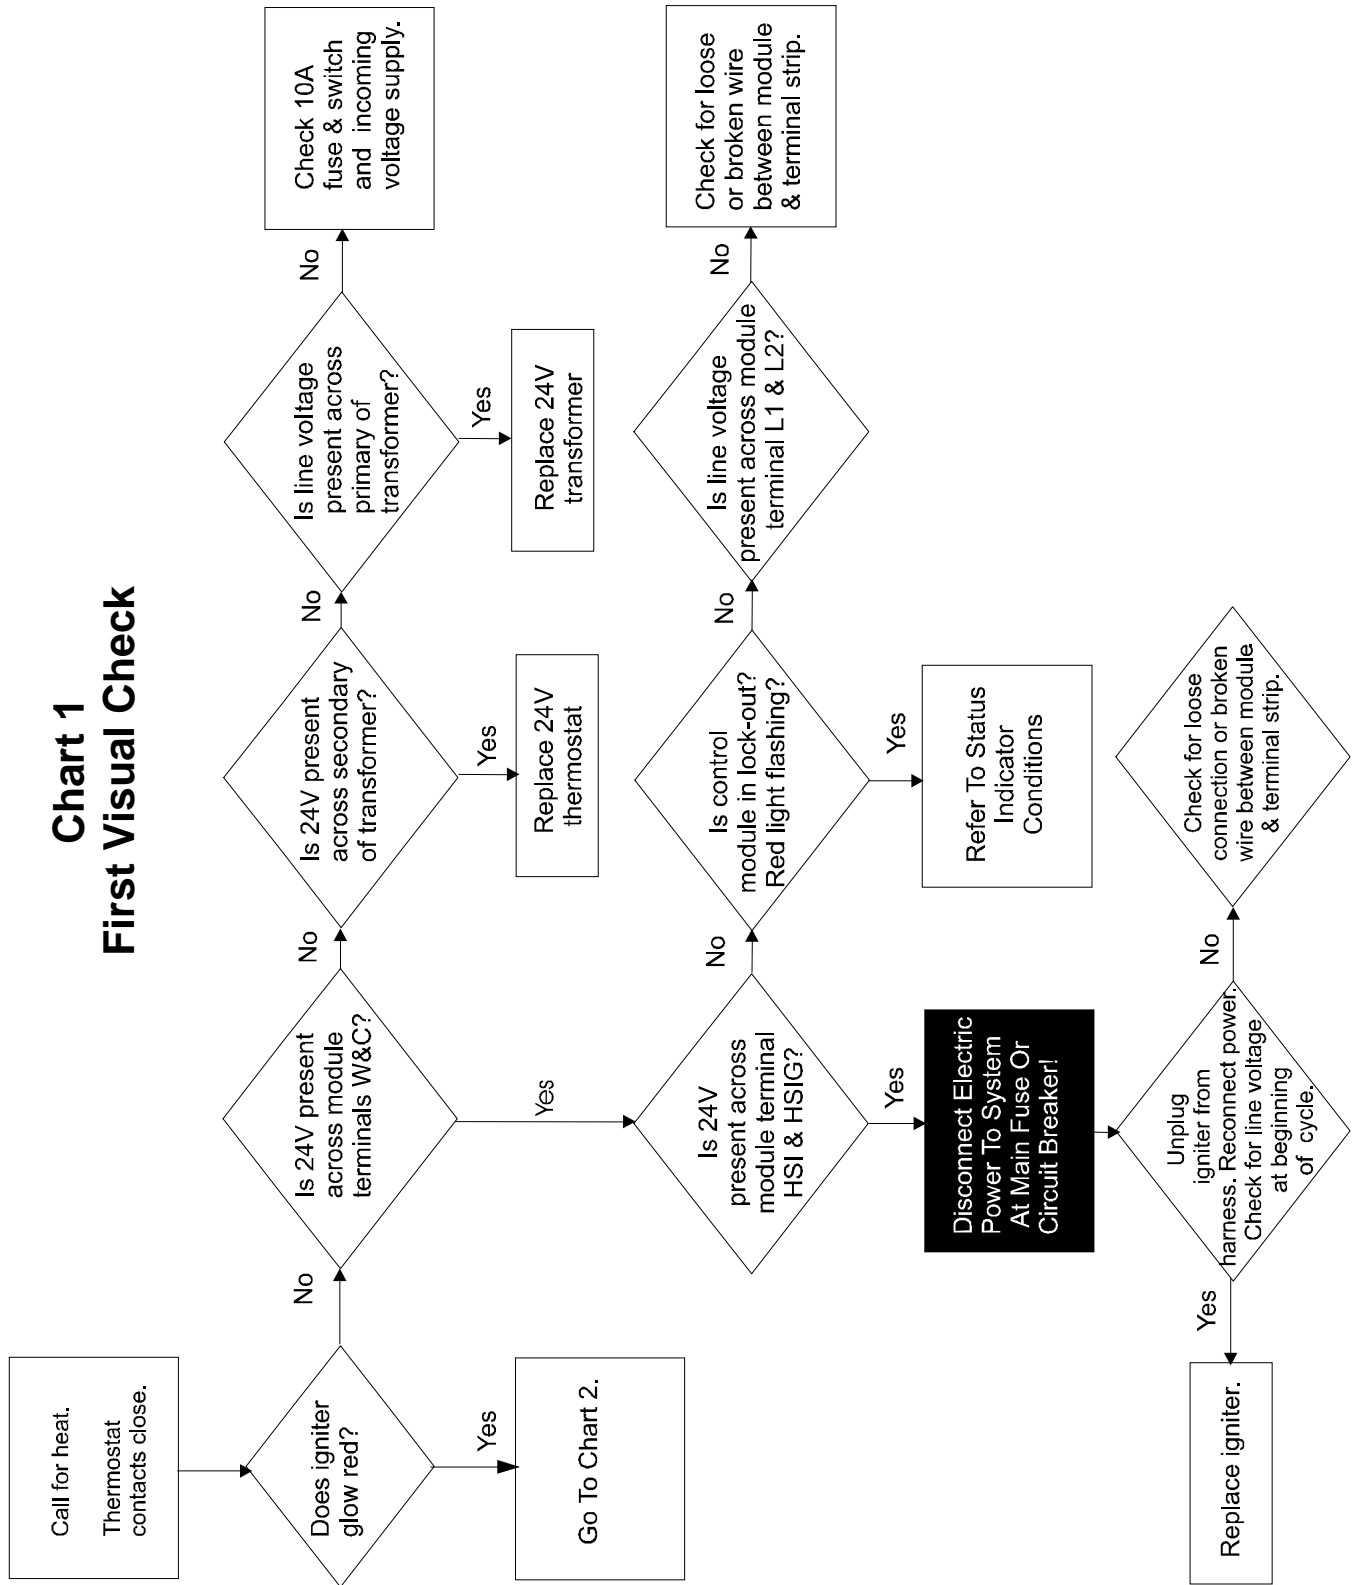 Chart 1
First Visual Check
Call for heat.
Thermostat
contacts close.
Does igniter
glow red?
Yes
Go To Chart 2.
No
Is 24V present
across module
terminals W&C?
No
Is 24V present
across secondary
of transformer?
Yes
Replace 24V
thermostat
No
Is line voltage
present across
primary of
transformer?
Yes
Replace 24V
transformer
No
Check 10A
fuse & switch
and incoming
voltage supply.
Yes
Is 24V
present across
module terminal
HSI & HSIG?
No
Is control
module in lock-out?
Red light flashing?
Yes
Refer To Status
Indicator
Conditions
No
Is line voltage
present across module
terminal L1 & L2?
No
Check for loose
or broken wire
between module
& terminal strip.
Yes
Disconnect Electric
Power To System
At Main Fuse Or
Circuit Breaker!
Unplug
igniter from
harness. Reconnect power.
Check for line voltage
at beginning
of cycle.
Yes
Replace igniter.
No
Check for loose
connection or broken
wire between module
& terminal strip.